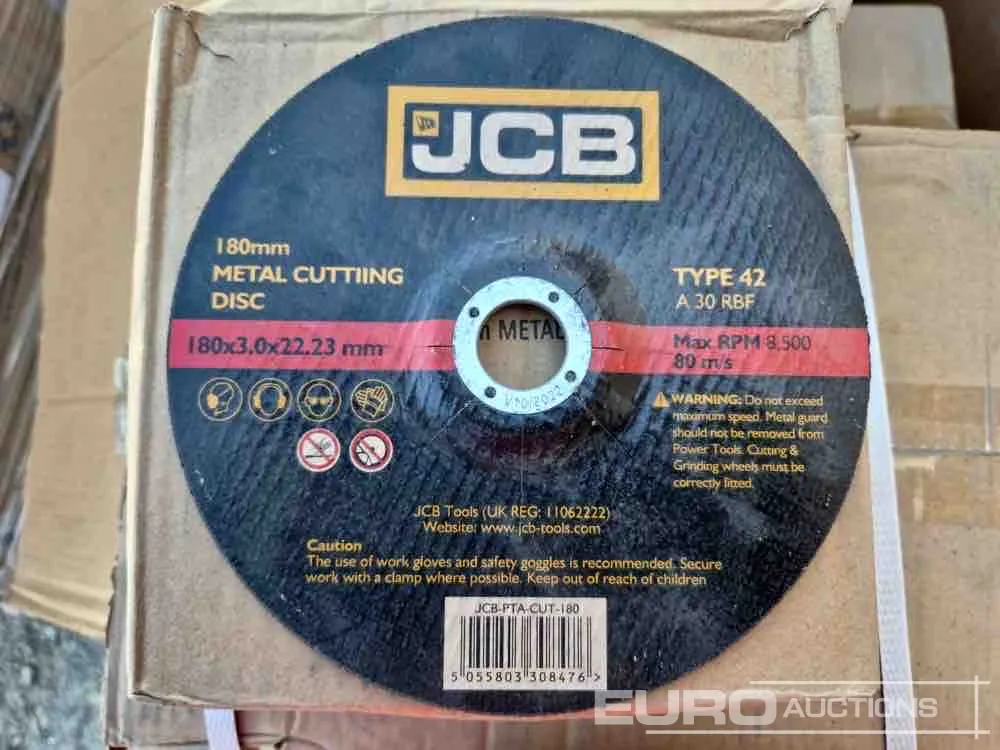 JCB
JCB
180mm
METAL CUTTIING
DISC
TYPE 42
A 30 RBF
180x3.0x22.23 mm
METAL
Max RPM 8,500
80 m/s
WARNING: Do not exceed
maximum speed. Metal guard
should not be removed from
Power Tools. Cutting &
Grinding wheels must be
correctly fitted.
JCB Tools (UK REG: 11062222)
Website: www.jcb-tools.com
Caution
The use of work gloves and safety goggles is recommended. Secure
work with a clamp where possible. Keep out of reach of children
JCB-PTA-CUT-180
5 055803 308476 >
EURO AUCTIONS